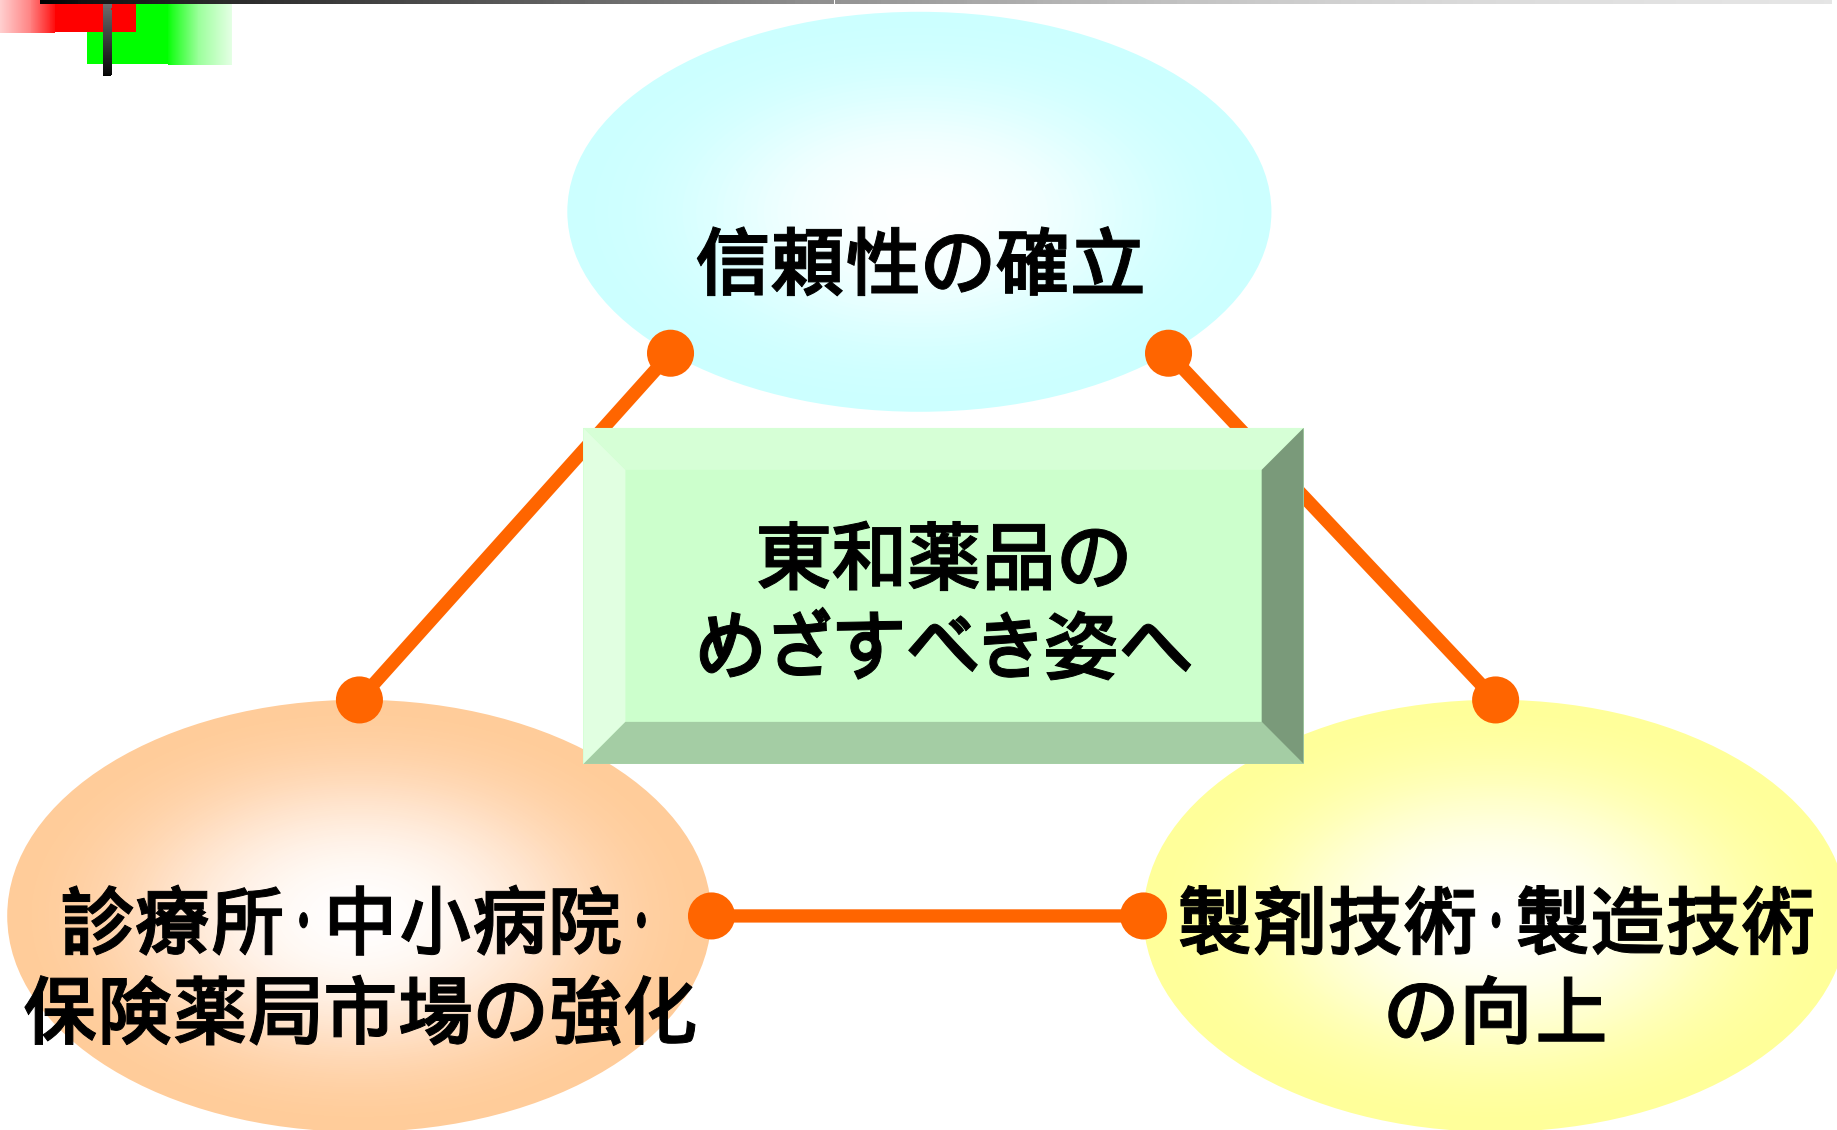 信頼性の確立
東和薬品の
めざすべき姿へ
診療所･中小病院･
保険薬局市場の強化
製剤技術･製造技術
の向上